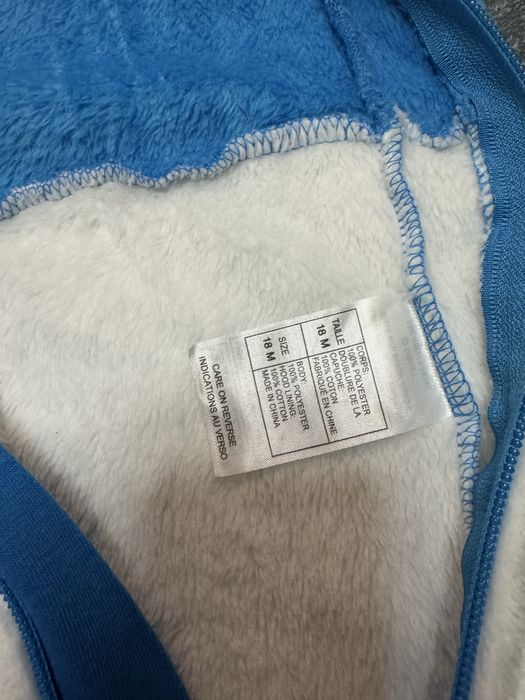 TAILLE
18 M
CORPS:
100% POLYESTER
DOUBLURE DE LA
CAPUCHE:
100% COTON
FABRIQUÉ EN CHINE
SIZE
18 M
BODY:
100% POLYESTER
HOOD LINING:
100% COTTON
MADE IN CHINA
CARE ON REVERSE
INDICATIONS AU VERSO